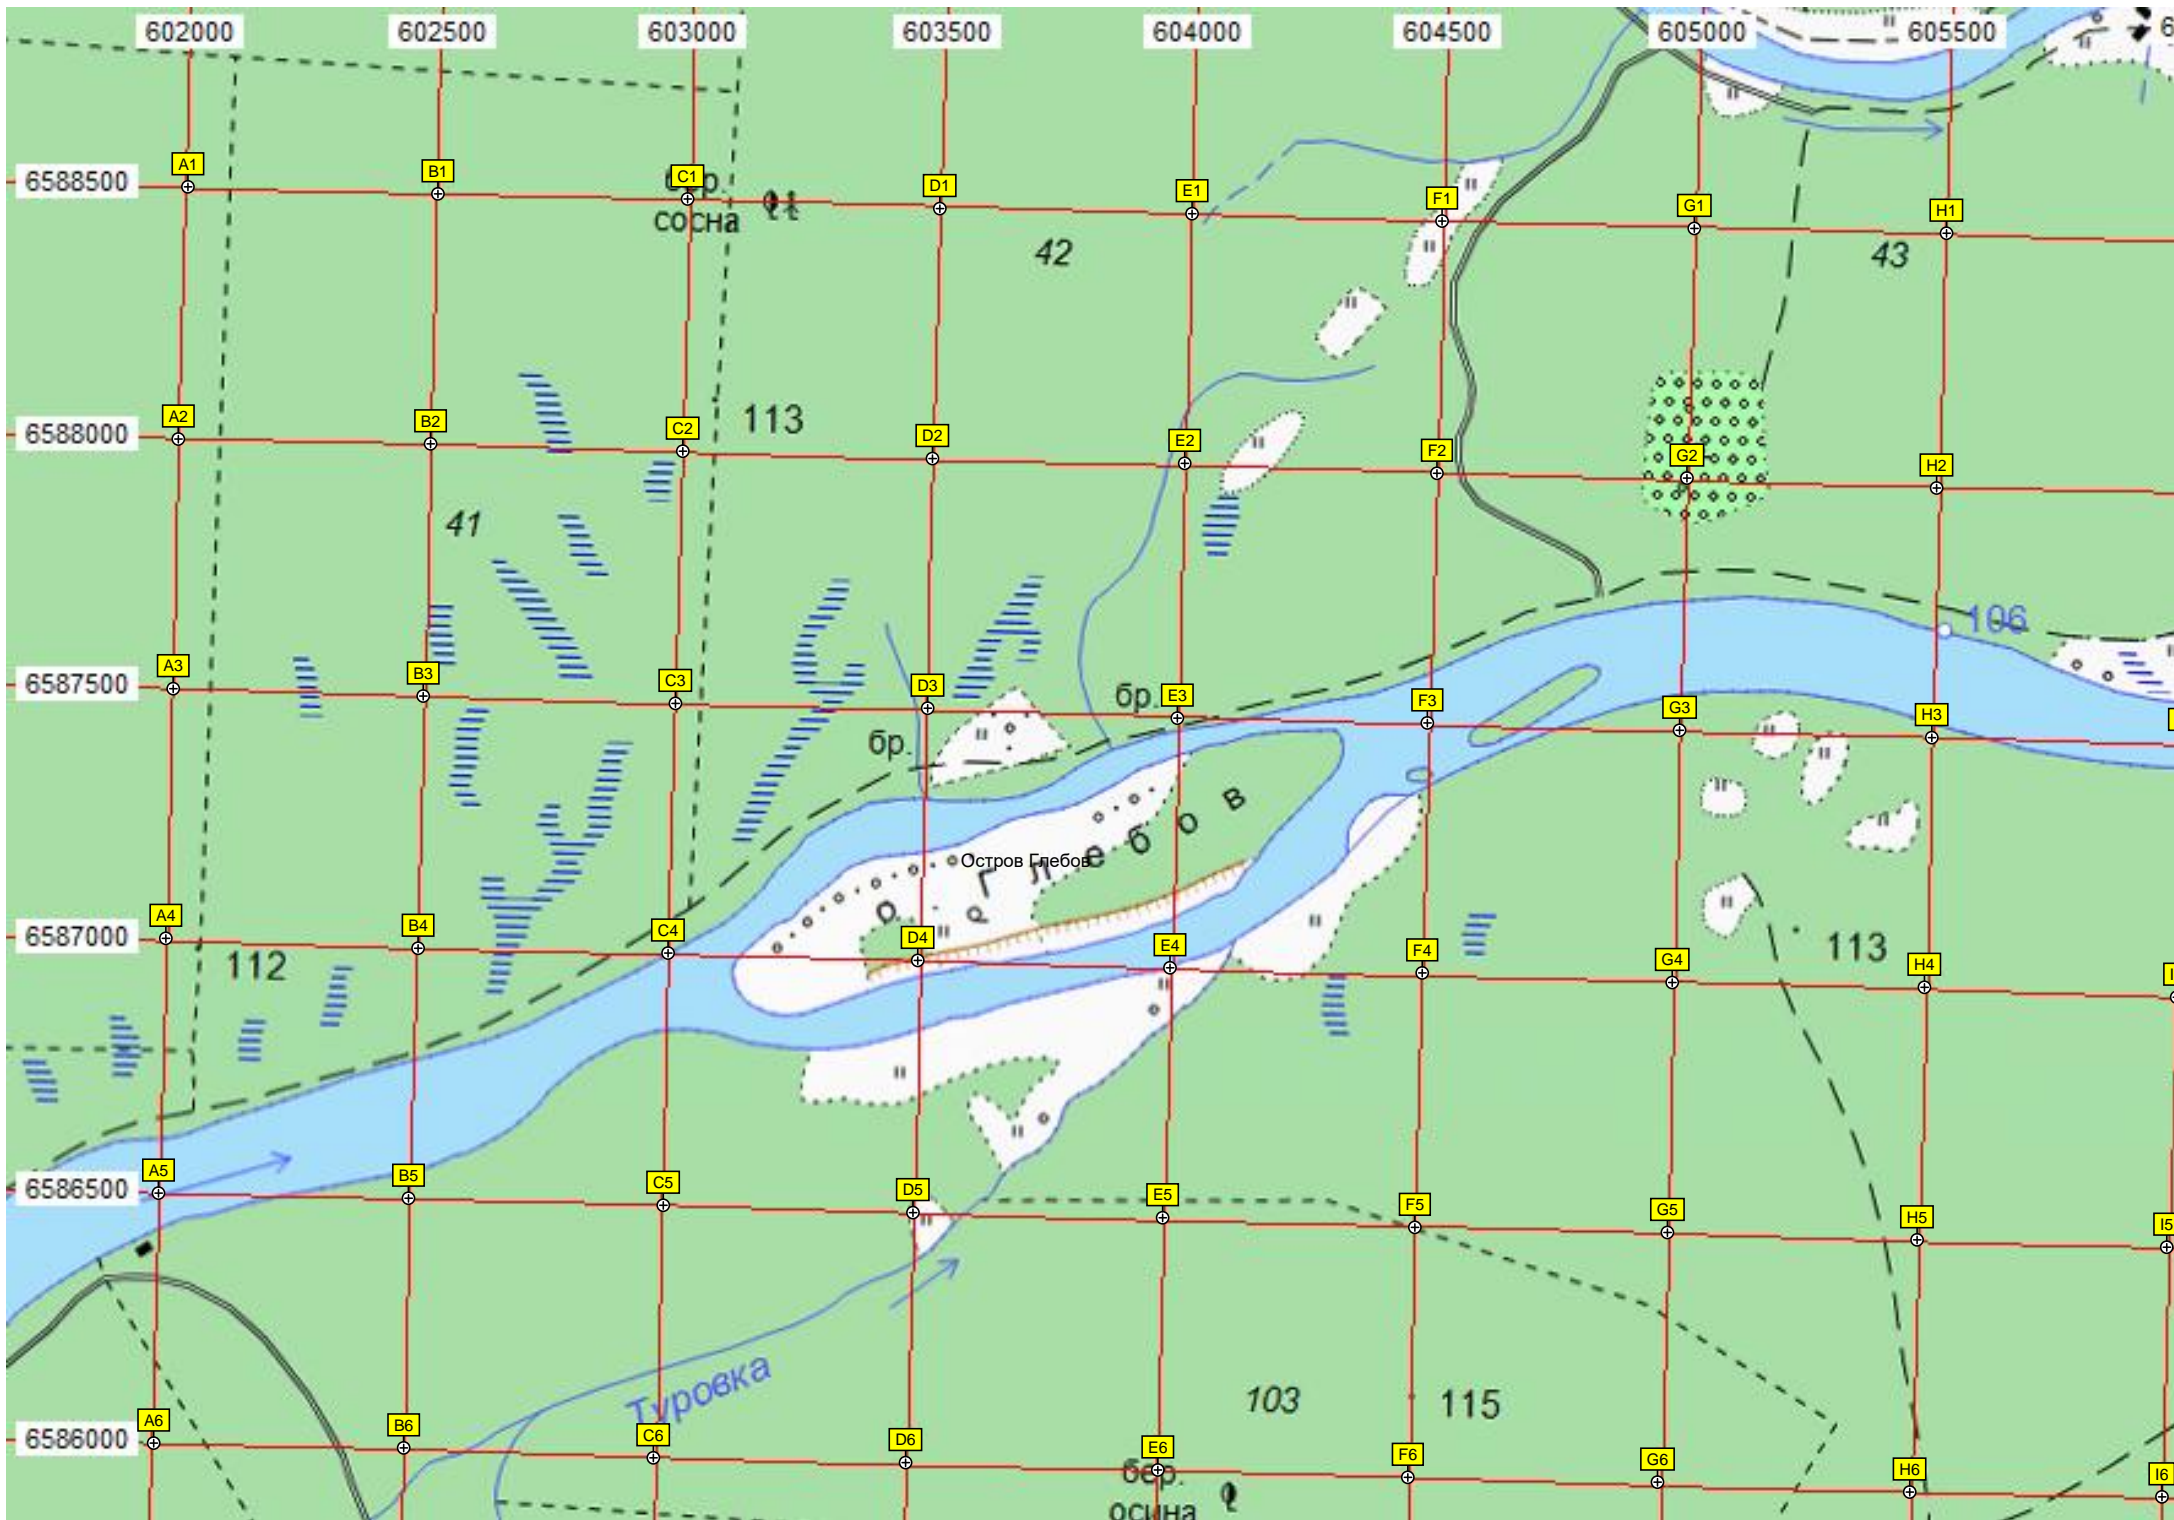 602000 602500 603000 603500 604000 604500 605000 605500 6
A1 B1 C1 D1 E1 F1 G1 H1
6588500
бер.
сосна
42 43
A2 B2 C2 D2 E2 F2 G2 H2
6588000
113
41
106
A3 B3 C3 D3 E3 F3 G3 H3
6587500
бр.
бр.
о. Глебов
Остров Глебов
A4 B4 C4 D4 E4 F4 G4 H4 I
6587000
112 113
A5 B5 C5 D5 E5 F5 G5 H5 I5
6586500
Туровка
103 115
A6 B6 C6 D6 E6 F6 G6 H6 I6
6586000
бер.
осина